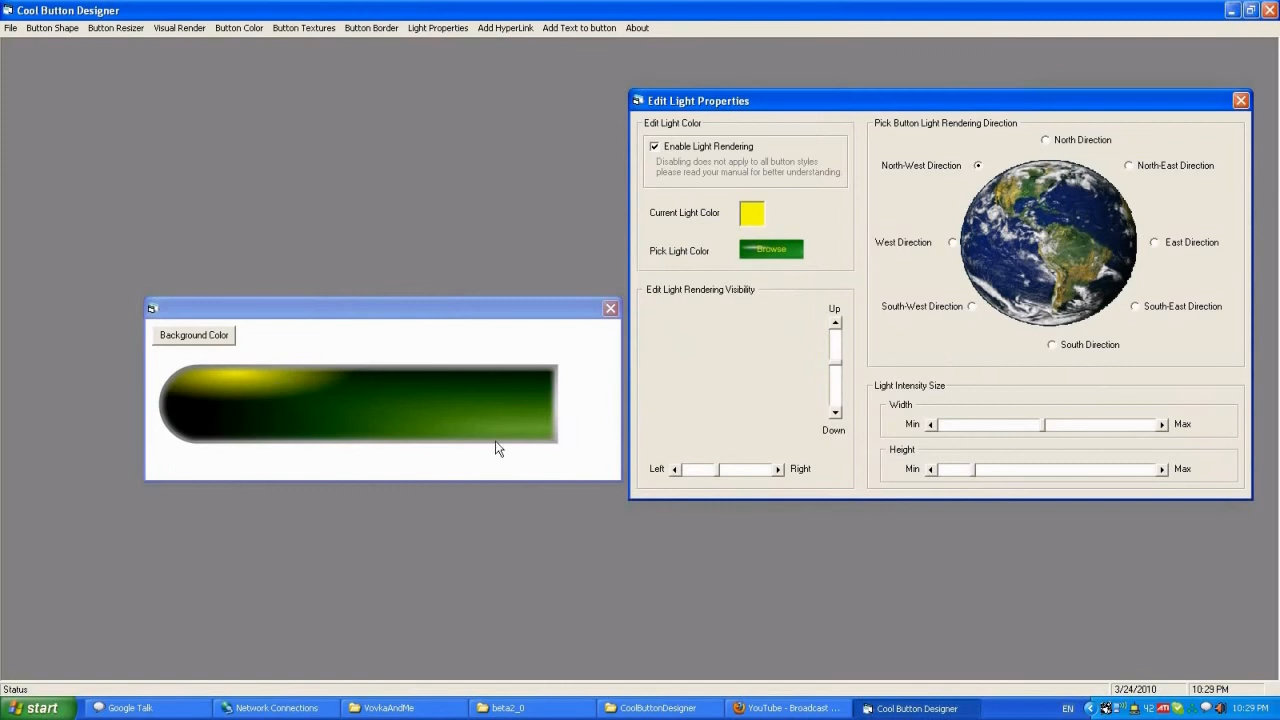 Cool Button Designer
File Button Shape Button Resizer Visual Render Button Color Button Textures Button Border Light Properties Add HyperLink Add Text to button About
Edit Light Properties
Edit Light Color
Enable Light Rendering
Disabling does not apply to all button styles
please read your manual for better understanding
Current Light Color
Pick Light Color
Browse
Edit Light Rendering Visibility
Up
Down
Left
Right
Pick Button Light Rendering Direction
North Direction
North-West Direction
North-East Direction
West Direction
East Direction
South-West Direction
South-East Direction
South Direction
Light Intensity Size
Width
Min
Max
Height
Min
Max
Background Color
Status
3/24/2010
10:29 PM
start
Google Talk
Network Connections
VovkaAndMe
beta2_0
CoolButtonDesigner
YouTube - Broadcast ...
Cool Button Designer
EN
42
10:29 PM